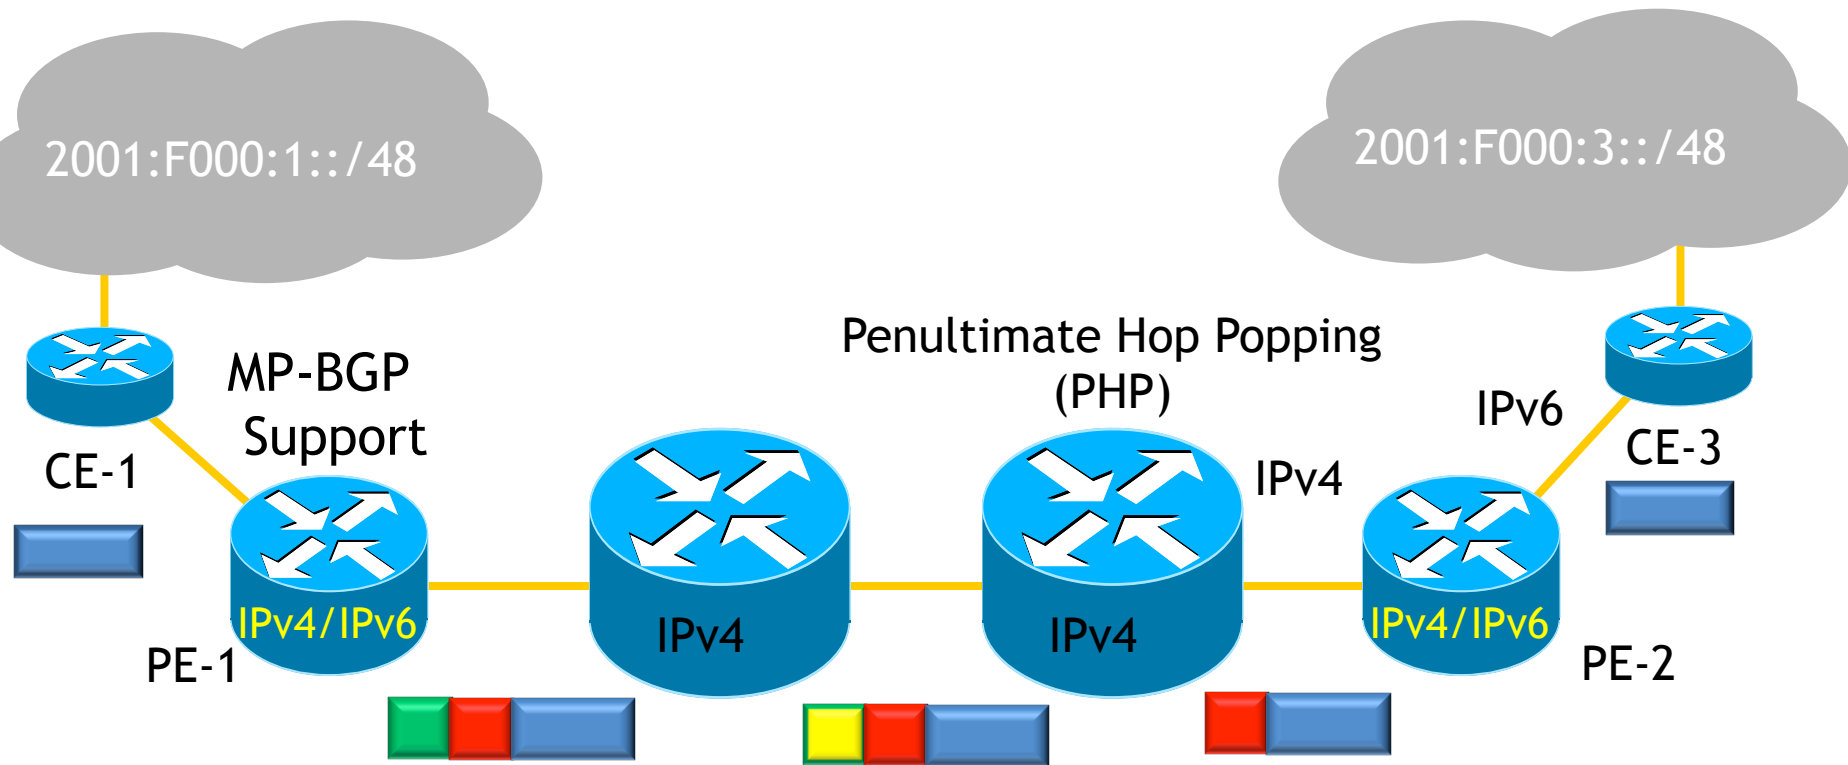 2001:F000:1::/48
2001:F000:3::/48
Penultimate Hop Popping
(PHP)
MP-BGP
Support
IPv6
CE-1
IPv4
CE-3
IPv4/IPv6
IPv4
IPv4
IPv4/IPv6
PE-1
PE-2